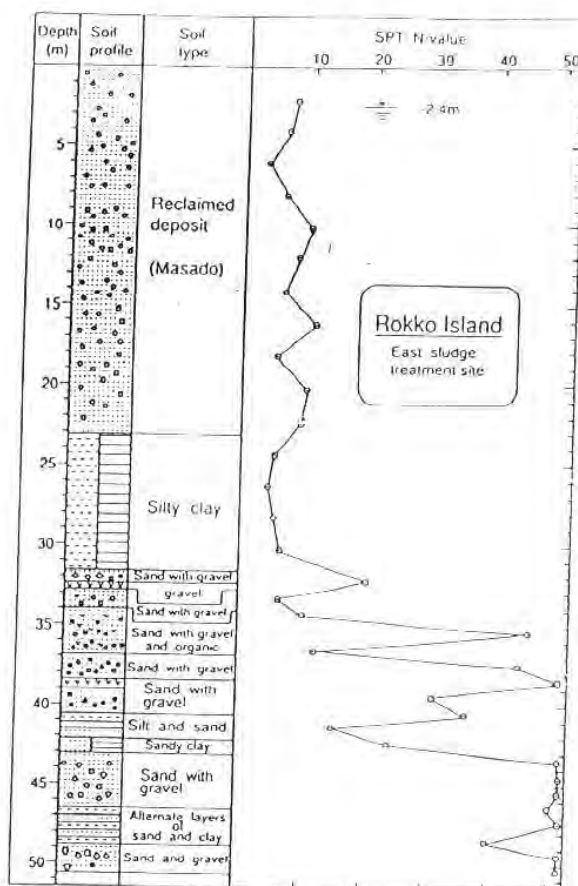 Depth
(m)
Soil
profile
Soil
type
SPT N-value
10
20
30
40
50
-2.4m
5
10
15
20
25
30
35
40
45
50
Reclaimed
deposit
(Masado)
Rokko Island
East sludge
treatment site
Silty clay
Sand with gravel
gravel
Sand with gravel
Sand with gravel
and organic
Sand with gravel
Sand with
gravel
Silt and sand
Sandy clay
Sand with
gravel
Alternate layers
of
sand and clay
Sand and gravel